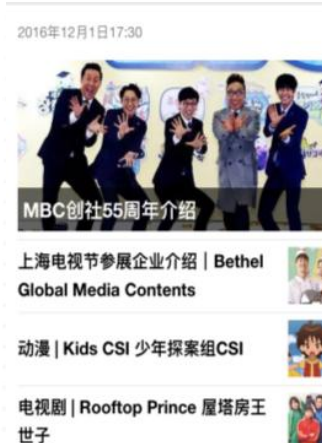 2016年12月1日17:30
MBC创社55周年介绍
上海电视节参展企业介绍｜Bethel
Global Media Contents
动漫 | Kids CSI 少年探案组CSI
电视剧 | Rooftop Prince 屋塔房王
世子